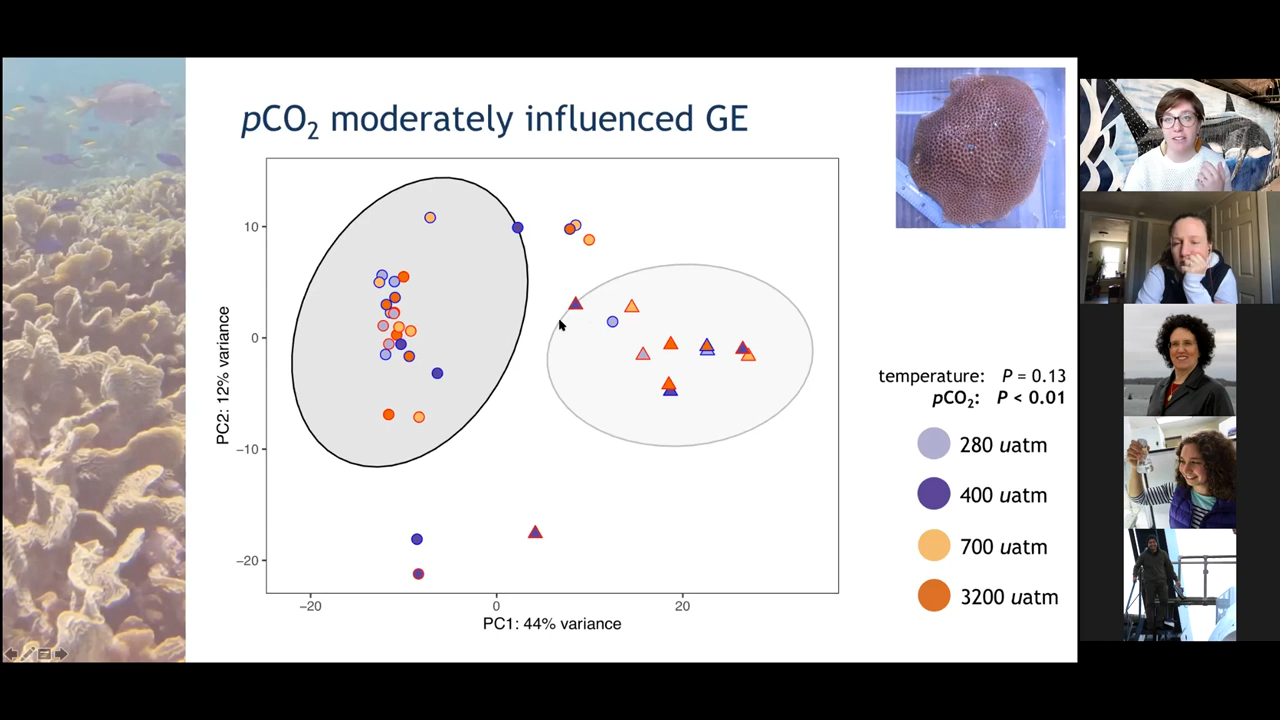 pCO2 moderately influenced GE
PC2: 12% variance
10
0
−10
−20
−20
0
20
PC1: 44% variance
temperature: P = 0.13
pCO2: P < 0.01
280 uatm
400 uatm
700 uatm
3200 uatm